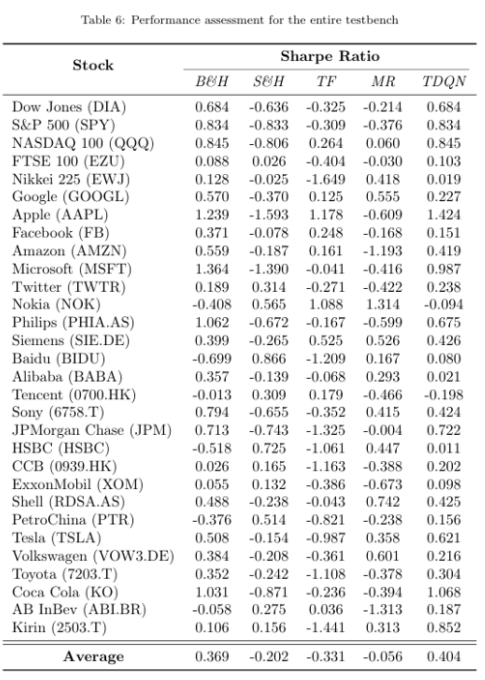 Table 6: Performance assessment for the entire testbench
Stock Sharpe Ratio
B&H S&H TF MR TDQN
Dow Jones (DIA) 0.684 -0.636 -0.325 -0.214 0.684
S&P 500 (SPY) 0.834 -0.833 -0.309 -0.376 0.834
NASDAQ 100 (QQQ) 0.845 -0.806 0.264 0.060 0.845
FTSE 100 (EZU) 0.088 0.026 -0.404 -0.030 0.103
Nikkei 225 (EWJ) 0.128 -0.025 -1.649 0.418 0.019
Google (GOOGL) 0.570 -0.370 0.125 0.555 0.227
Apple (AAPL) 1.239 -1.593 1.178 -0.609 1.424
Facebook (FB) 0.371 -0.078 0.248 -0.168 0.151
Amazon (AMZN) 0.559 -0.187 0.161 -1.193 0.419
Microsoft (MSFT) 1.364 -1.390 -0.041 -0.416 0.987
Twitter (TWTR) 0.189 0.314 -0.271 -0.422 0.238
Nokia (NOK) -0.408 0.565 1.088 1.314 -0.094
Philips (PHIA.AS) 1.062 -0.672 -0.167 -0.599 0.675
Siemens (SIE.DE) 0.399 -0.265 0.525 0.526 0.426
Baidu (BIDU) -0.699 0.866 -1.209 0.167 0.080
Alibaba (BABA) 0.357 -0.139 -0.068 0.293 0.021
Tencent (0700.HK) -0.013 0.309 0.179 -0.466 -0.198
Sony (6758.T) 0.794 -0.655 -0.352 0.415 0.424
JPMorgan Chase (JPM) 0.713 -0.743 -1.325 -0.004 0.722
HSBC (HSBC) -0.518 0.725 -1.061 0.447 0.011
CCB (0939.HK) 0.026 0.165 -1.163 -0.388 0.202
ExxonMobil (XOM) 0.055 0.132 -0.386 -0.673 0.098
Shell (RDSA.AS) 0.488 -0.238 -0.043 0.742 0.425
PetroChina (PTR) -0.376 0.514 -0.821 -0.238 0.156
Tesla (TSLA) 0.508 -0.154 -0.987 0.358 0.621
Volkswagen (VOW3.DE) 0.384 -0.208 -0.361 0.601 0.216
Toyota (7203.T) 0.352 -0.242 -1.108 -0.378 0.304
Coca Cola (KO) 1.031 -0.871 -0.236 -0.394 1.068
AB InBev (ABI.BR) -0.058 0.275 0.036 -1.313 0.187
Kirin (2503.T) 0.106 0.156 -1.441 0.313 0.852
Average 0.369 -0.202 -0.331 -0.056 0.404